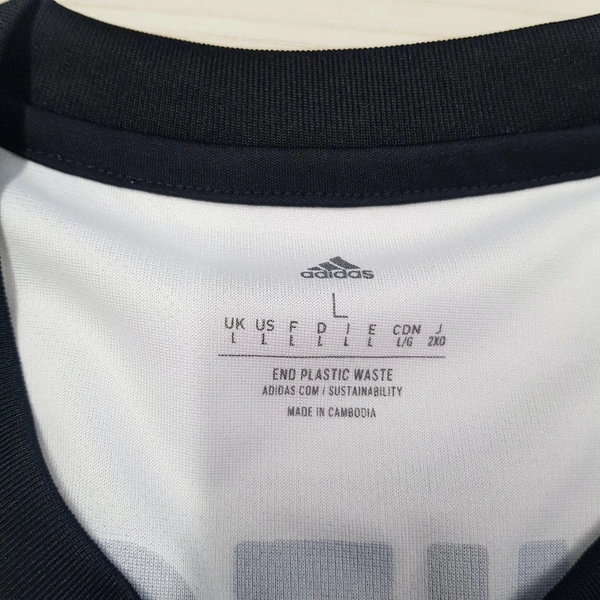 adidas
L
UK US F D I E CDN J
L L L L L L L/G 2XO
END PLASTIC WASTE
ADIDAS.COM / SUSTAINABILITY
MADE IN CAMBODIA